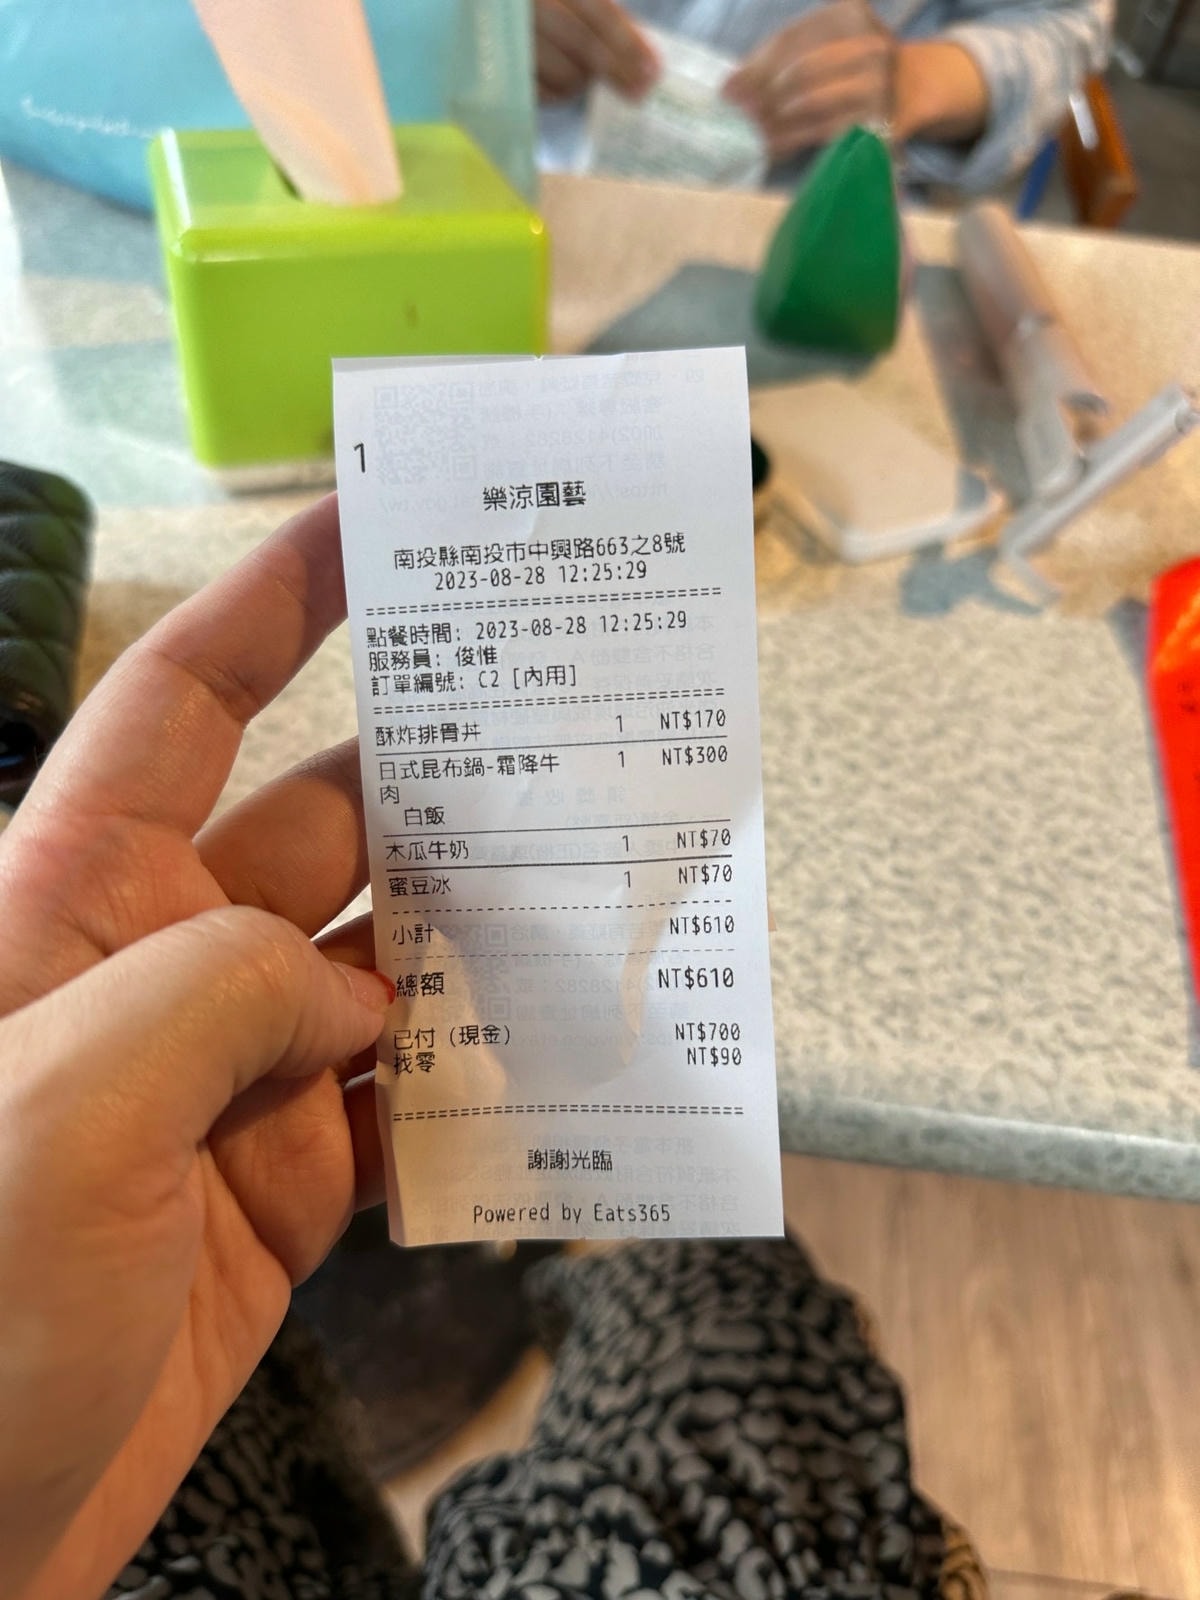 1
樂涼園藝
南投縣南投市中興路663之8號
2023-08-28 12:25:29
點餐時間: 2023-08-28 12:25:29
服務員: 俊惟
訂單編號: C2 [內用]
酥炸排骨丼 1 NT$170
日式昆布鍋-霜降牛 1 NT$300
肉
白飯
木瓜牛奶 1 NT$70
蜜豆冰 1 NT$70
小計 NT$610
總額 NT$610
已付 (現金) NT$700
找零 NT$90
謝謝光臨
Powered by Eats365